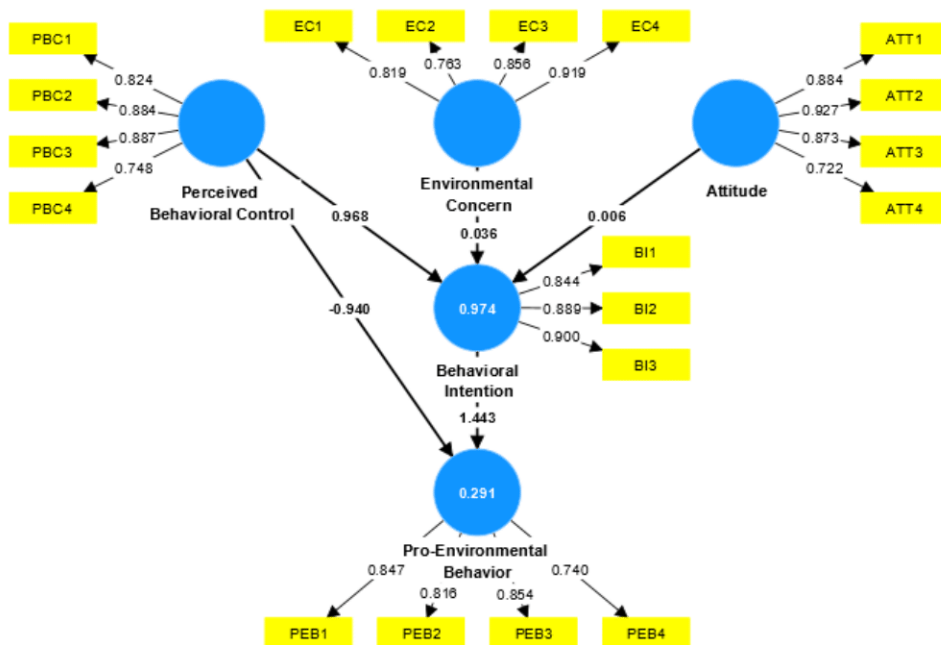 EC1
EC2
EC3
EC4
PBC1
ATT1
0.819
0.763
0.856
0.919
0.824
0.884
PBC2
ATT2
0.884
0.927
PBC3
0.887
0.873
ATT3
0.748
0.722
PBC4
ATT4
Perceived
Behavioral Control
Environmental
Concern
Attitude
0.968
0.036
0.006
BI1
0.844
-0.940
0.974
0.889
BI2
0.900
BI3
Behavioral
Intention
1.443
0.291
Pro-Environmental
Behavior
0.847
0.816
0.854
0.740
PEB1
PEB2
PEB3
PEB4